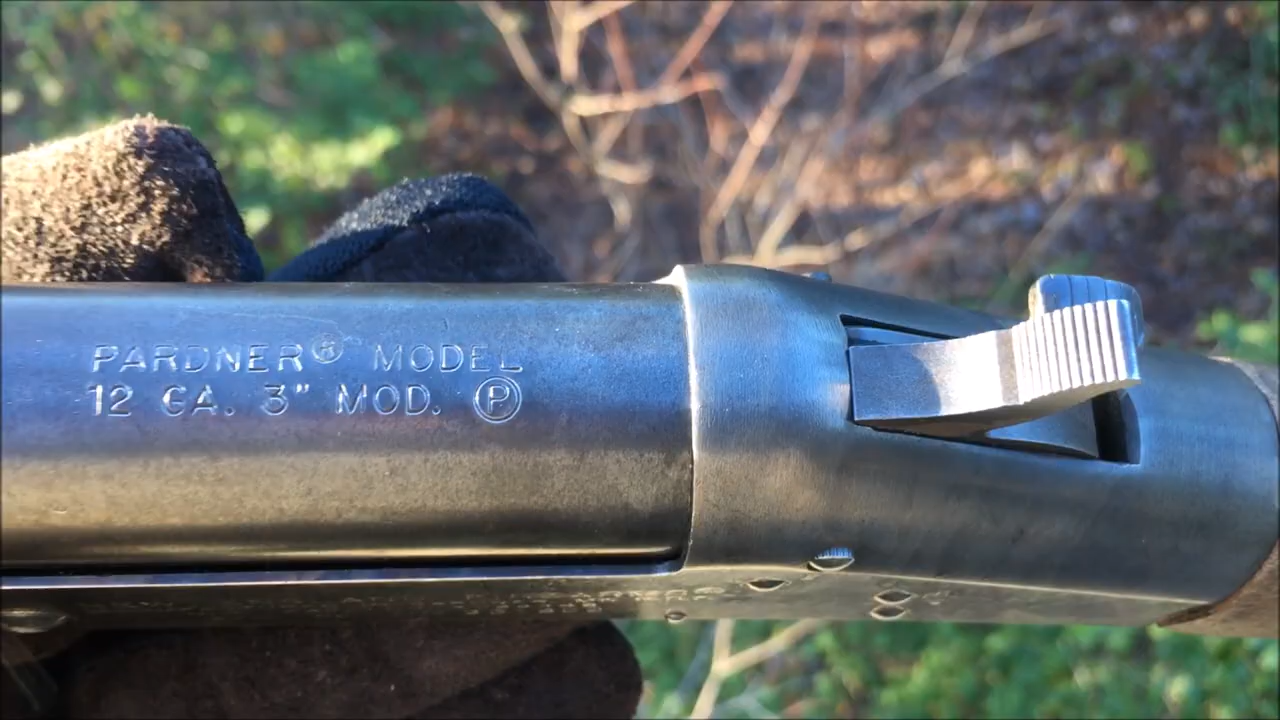 PARDNER® MODEL
12 GA. 3" MOD. Ⓟ